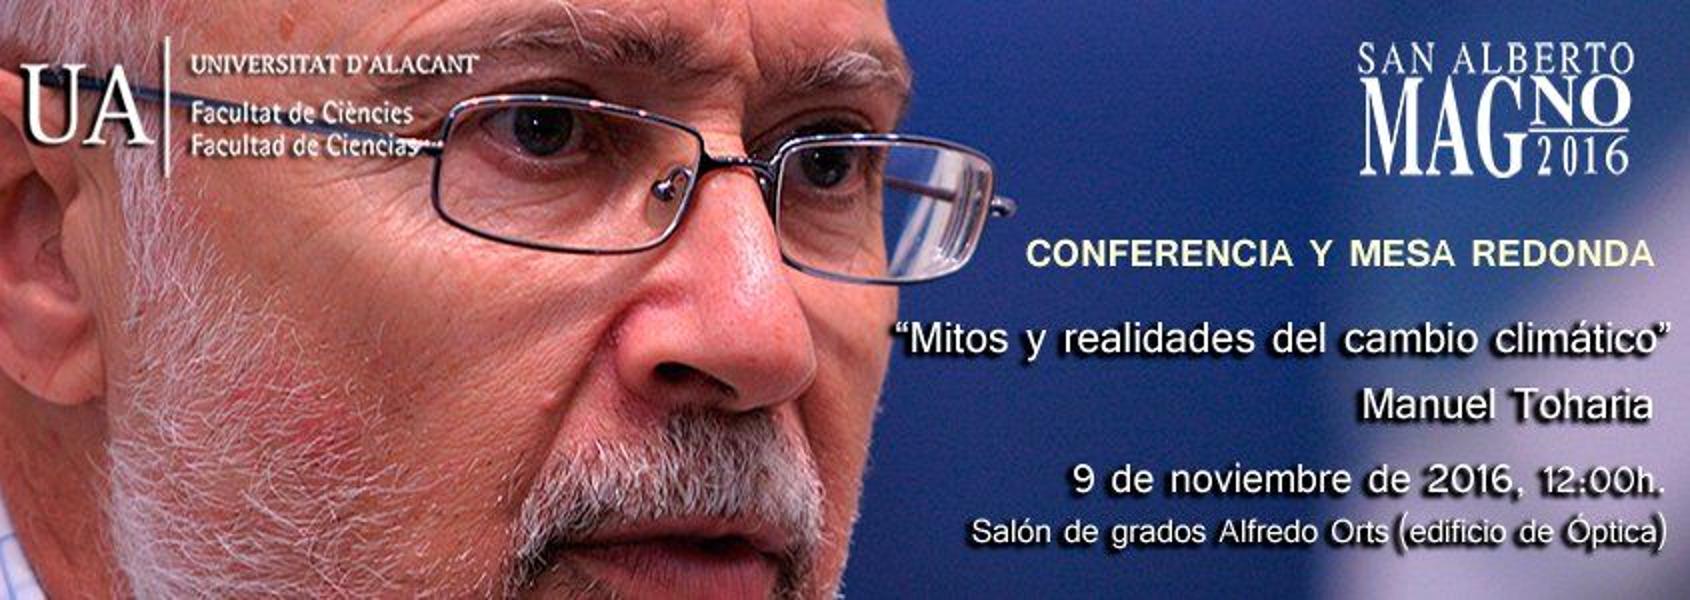 UA
UNIVERSITAT D'ALACANT
Facultat de Ciències
Facultad de Ciencias
SAN ALBERTO
MAGNO
2016
CONFERENCIA Y MESA REDONDA
“Mitos y realidades del cambio climático”
Manuel Toharia
9 de noviembre de 2016, 12:00h.
Salón de grados Alfredo Orts (edificio de Óptica)